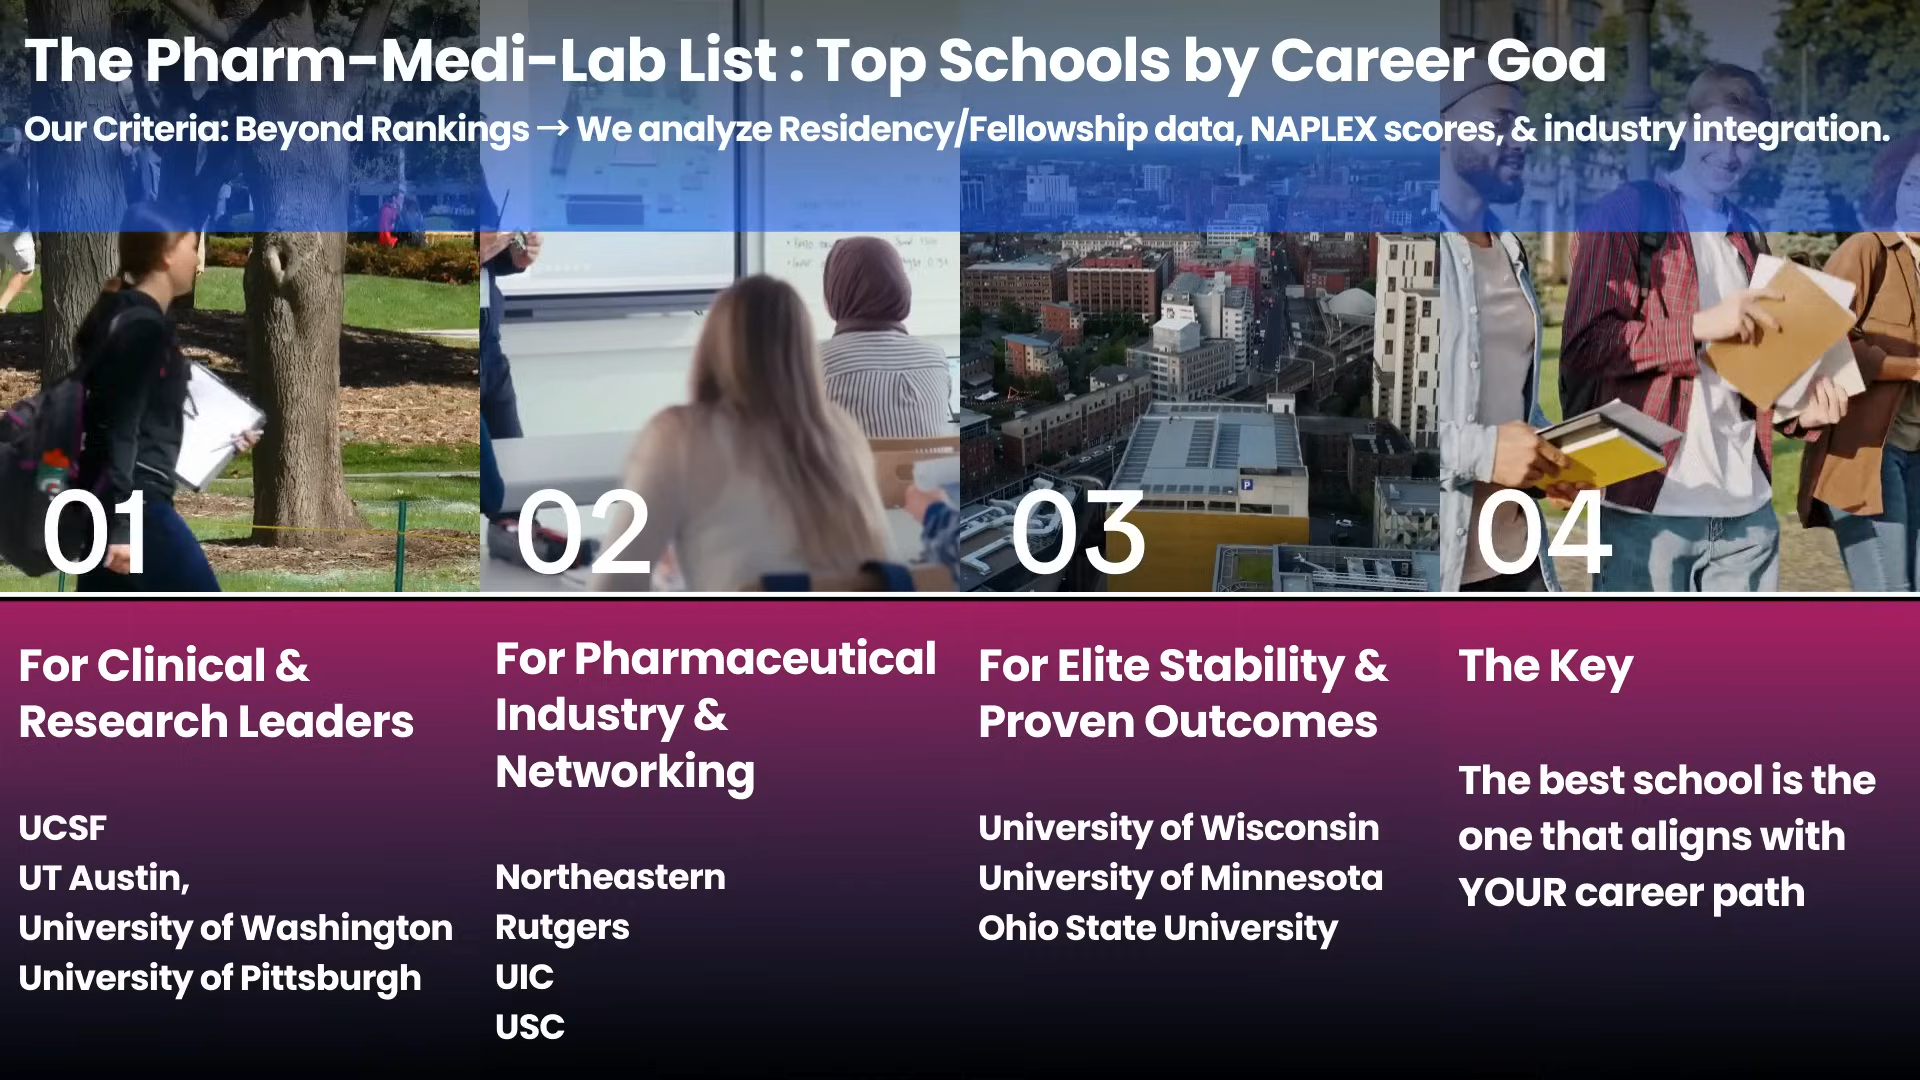 The Pharm-Medi-Lab List : Top Schools by Career Goa
Our Criteria: Beyond Rankings → We analyze Residency/Fellowship data, NAPLEX scores, & industry integration.
01
02
03
04
For Clinical &
Research Leaders
UCSF
UT Austin,
University of Washington
University of Pittsburgh
For Pharmaceutical
Industry &
Networking
Northeastern
Rutgers
UIC
USC
For Elite Stability &
Proven Outcomes
University of Wisconsin
University of Minnesota
Ohio State University
The Key
The best school is the
one that aligns with
YOUR career path